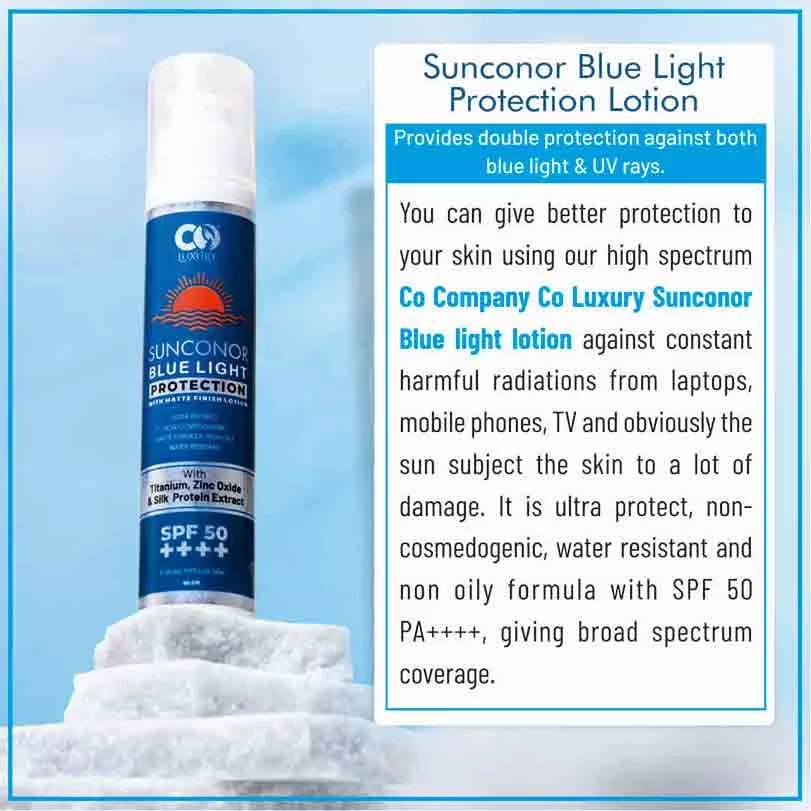 CO
LUXURY
SUNCONOR
BLUE LIGHT
PROTECTION
WITH MATTE FINISH LOTION
WATER RESISTANT
With
Titanium, Zinc Oxide
& Silk Protein Extract
SPF 50
++++
Sunconor Blue Light
Protection Lotion
Provides double protection against both
blue light & UV rays.
You can give better protection to
your skin using our high spectrum
Co Company Co Luxury Sunconor
Blue light lotion against constant
harmful radiations from laptops,
mobile phones, TV and obviously the
sun subject the skin to a lot of
damage. It is ultra protect, non-
cosmedogenic, water resistant and
non oily formula with SPF 50
PA++++, giving broad spectrum
coverage.